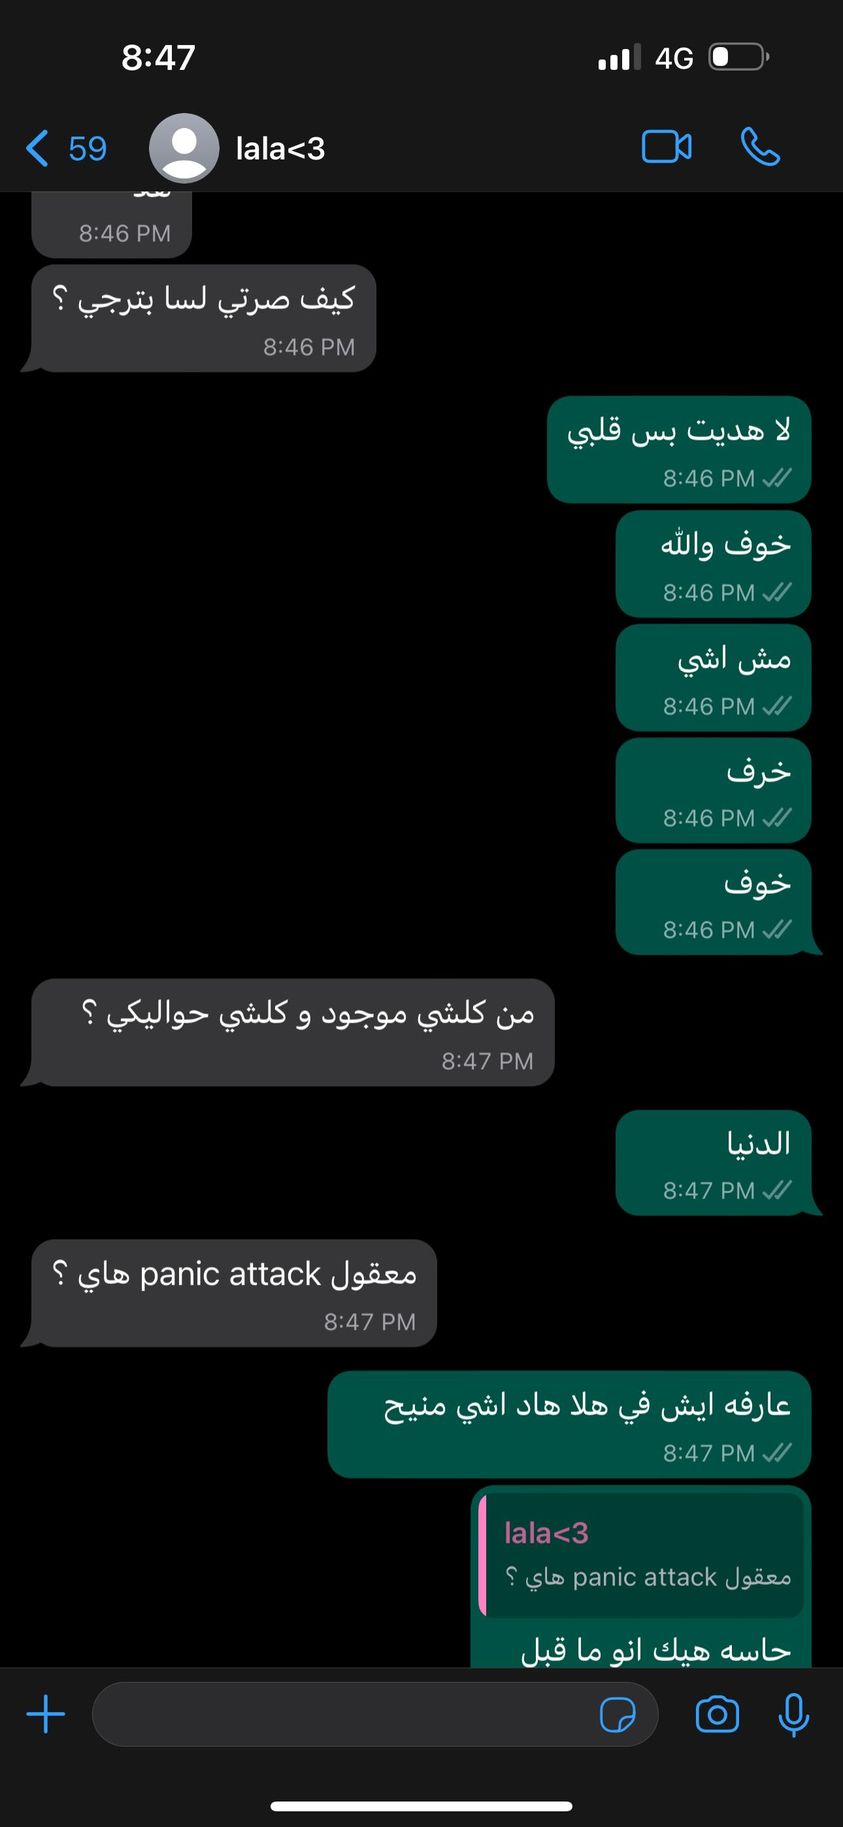 8:47
4G
59
lala<3
هلا
8:46 PM
كيف صرتي لسا بترجي ؟
8:46 PM
لا هديت بس قلبي
8:46 PM
خوف والله
8:46 PM
مش اشي
8:46 PM
خرف
8:46 PM
خوف
8:46 PM
من كلشي موجود و كلشي حواليكي ؟
8:47 PM
الدنيا
8:47 PM
معقول panic attack هاي ؟
8:47 PM
عارفه ايش في هلا هاد اشي منيح
8:47 PM
lala<3
معقول panic attack هاي ؟
حاسه هيك انو ما قبل